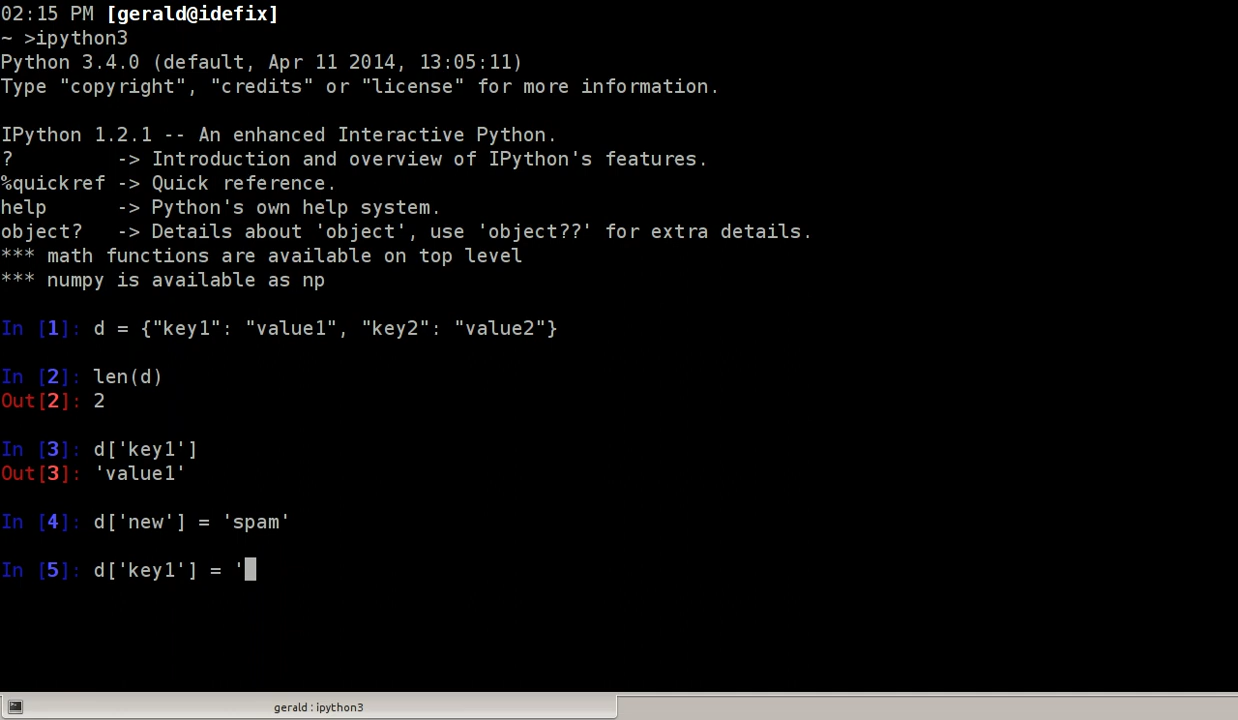 02:15 PM [gerald@idefix]
~ >ipython3
Python 3.4.0 (default, Apr 11 2014, 13:05:11)
Type "copyright", "credits" or "license" for more information.
IPython 1.2.1 -- An enhanced Interactive Python.
?         -> Introduction and overview of IPython's features.
%quickref -> Quick reference.
help      -> Python's own help system.
object?   -> Details about 'object', use 'object??' for extra details.
*** math functions are available on top level
*** numpy is available as np
In [1]: d = {"key1": "value1", "key2": "value2"}
In [2]: len(d)
Out[2]: 2
In [3]: d['key1']
Out[3]: 'value1'
In [4]: d['new'] = 'spam'
In [5]: d['key1'] = '
gerald : ipython3